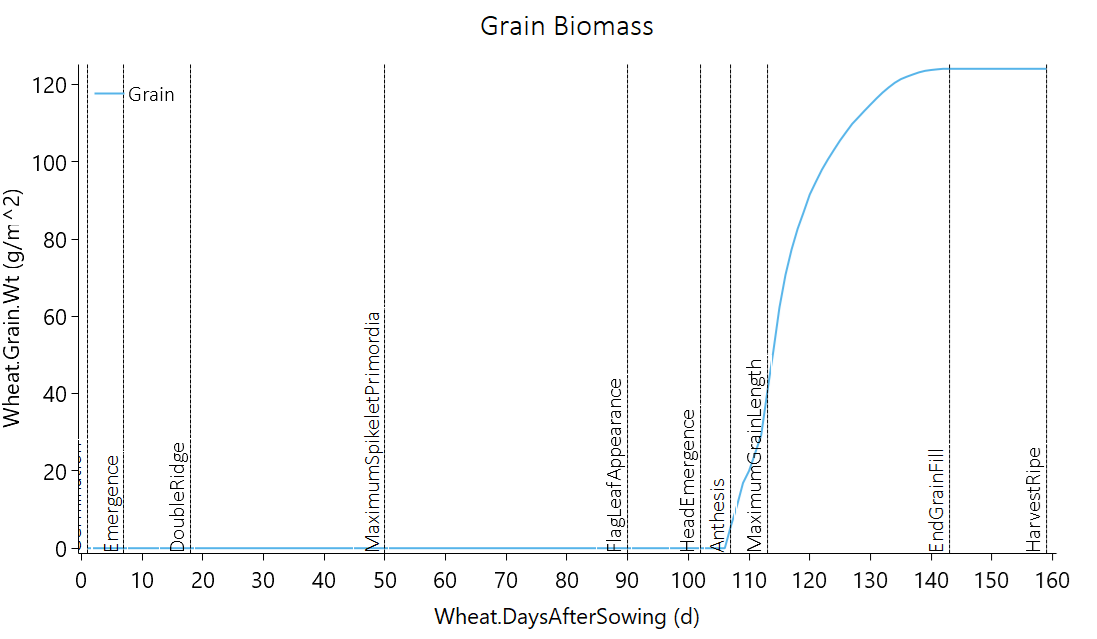 Grain Biomass
Grain
Wheat.Grain.Wt (g/m^2)
120
100
80
60
40
20
0
Emergence
DoubleRidge
MaximumSpikeletPrimordia
FlagLeafAppearance
HeadEmergence
Anthesis
MaximumGrainLength
EndGrainFill
HarvestRipe
0 10 20 30 40 50 60 70 80 90 100 110 120 130 140 150 160
Wheat.DaysAfterSowing (d)